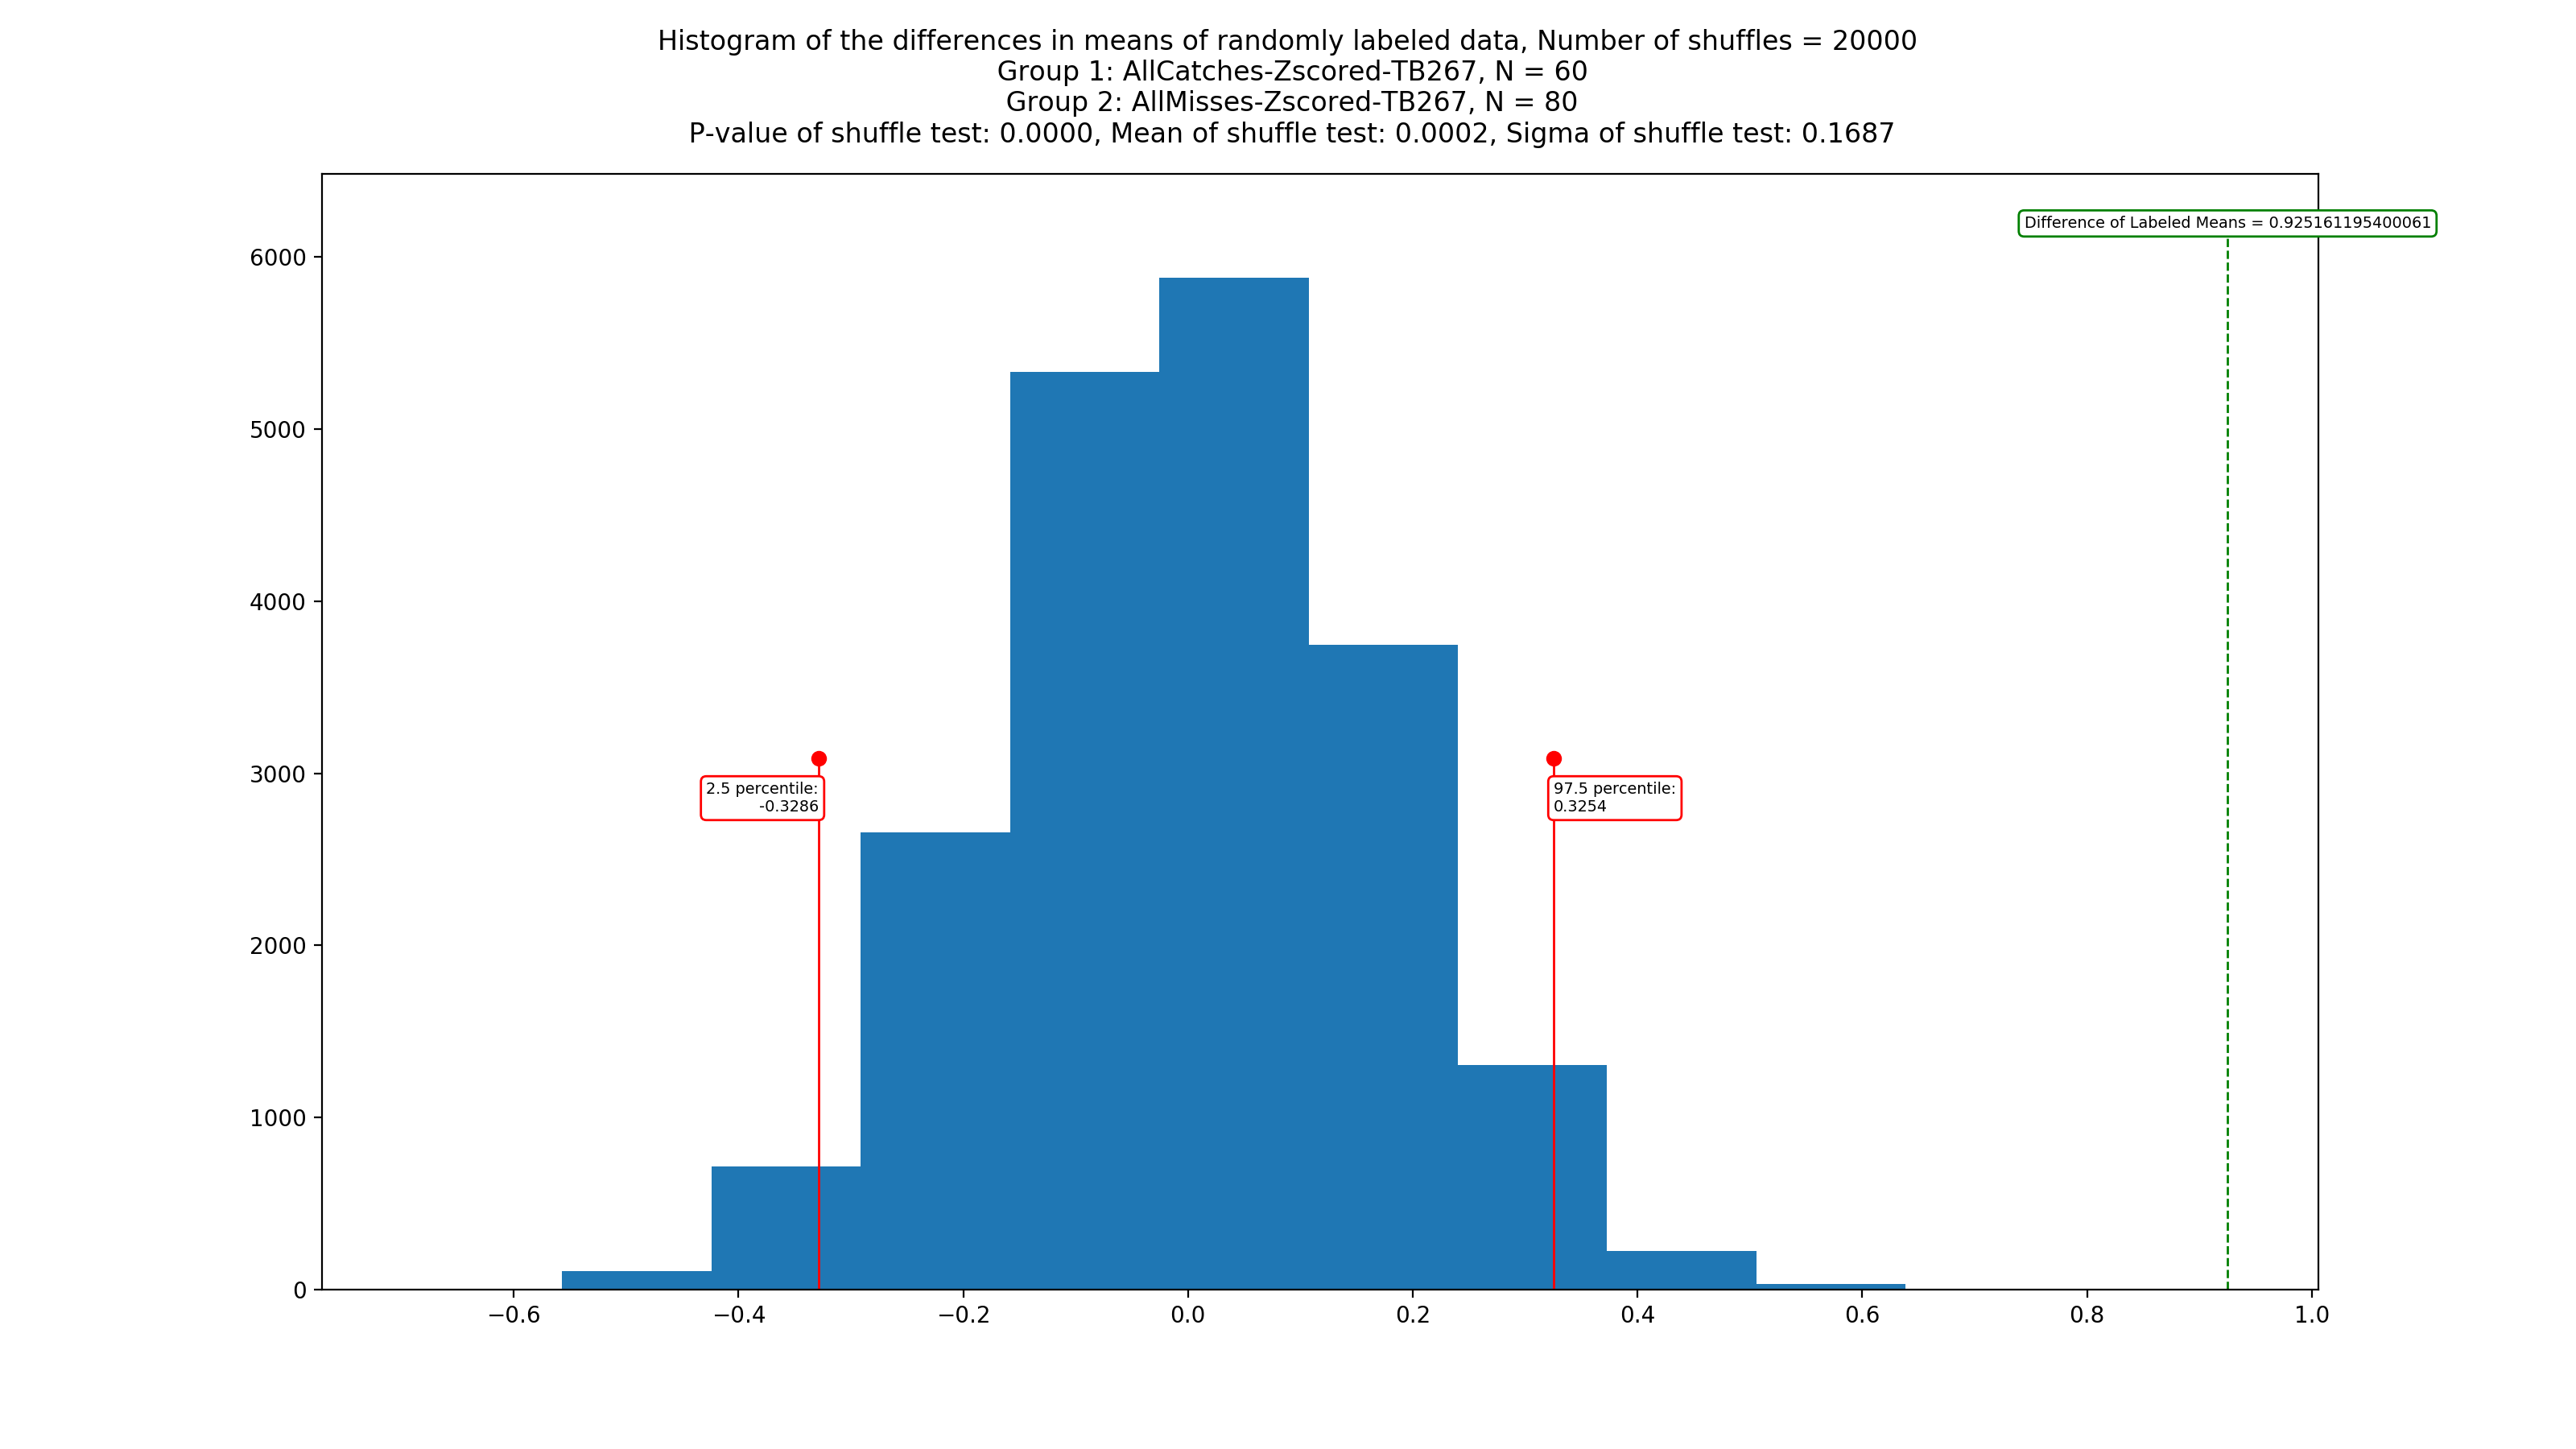 Histogram of the differences in means of randomly labeled data, Number of shuffles = 20000
Group 1: AllCatches-Zscored-TB267, N = 60
Group 2: AllMisses-Zscored-TB267, N = 80
P-value of shuffle test: 0.0000, Mean of shuffle test: 0.0002, Sigma of shuffle test: 0.1687
Difference of Labeled Means = 0.925161195400061
6000
5000
4000
3000
2000
1000
0
2.5 percentile:
-0.3286
97.5 percentile:
0.3254
−0.6
−0.4
−0.2
0.0
0.2
0.4
0.6
0.8
1.0